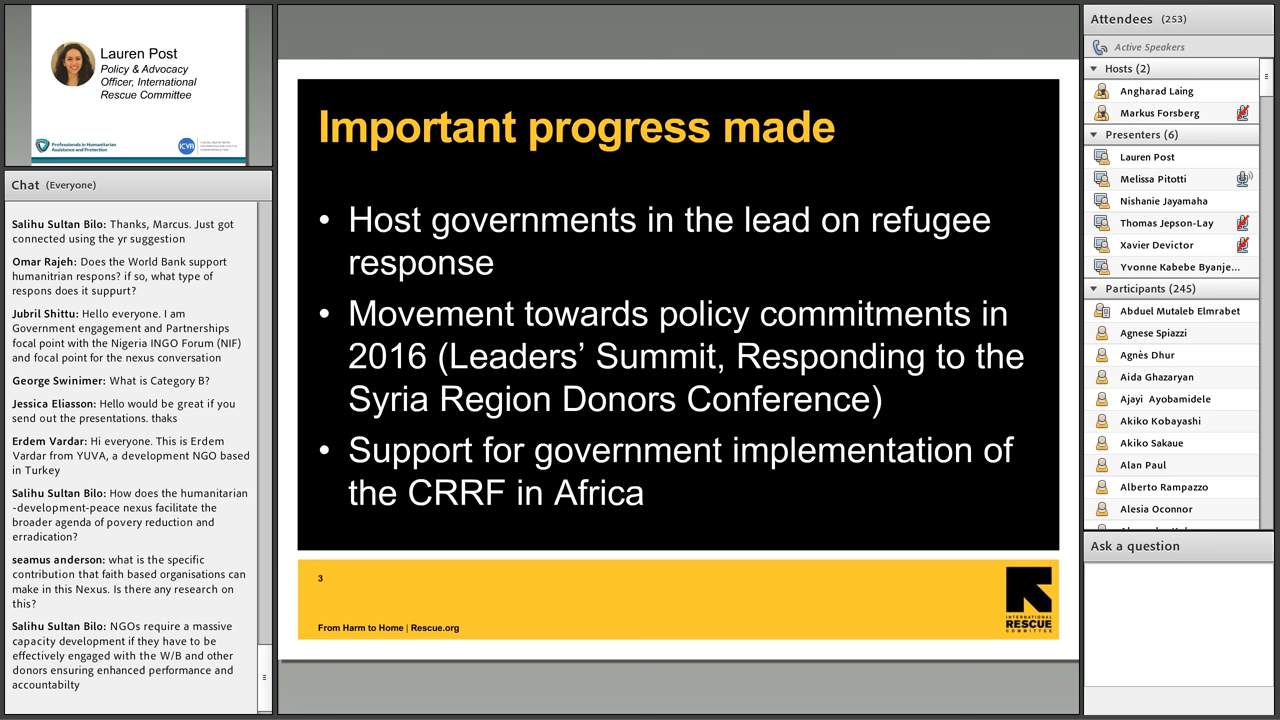 Lauren Post
Policy & Advocacy
Officer, International
Rescue Committee
Professionals in Humanitarian
Assistance and Protection
ICVA
Chat (Everyone)
Salihu Sultan Bilo: Thanks, Marcus. Just got
connected using the yr suggestion
Omar Rajeh: Does the World Bank support
humanitrian respons? if so, what type of
respons does it suppurt?
Jubril Shittu: Hello everyone. I am
Government engagement and Partnerships
focal point with the Nigeria INGO Forum (NIF)
and focal point for the nexus conversation
George Swinimer: What is Category B?
Jessica Eliasson: Hello would be great if you
send out the presentations. thaks
Erdem Vardar: Hi everyone. This is Erdem
Vardar from YUVA, a development NGO based
in Turkey
Salihu Sultan Bilo: How does the humanitarian
-development-peace nexus facilitate the
broader agenda of povery reduction and
erradication?
seamus anderson: what is the specific
contribution that faith based organisations can
make in this Nexus. Is there any research on
this?
Salihu Sultan Bilo: NGOs require a massive
capacity development if they have to be
effectively engaged with the W/B and other
donors ensuring enhanced performance and
accountabilty
Important progress made
• Host governments in the lead on refugee
response
• Movement towards policy commitments in
2016 (Leaders’ Summit, Responding to the
Syria Region Donors Conference)
• Support for government implementation of
the CRRF in Africa
3
From Harm to Home | Rescue.org
INTERNATIONAL
RESCUE
COMMITTEE
Attendees (253)
Active Speakers
Hosts (2)
Angharad Laing
Markus Forsberg
Presenters (6)
Lauren Post
Melissa Pitotti
Nishanie Jayamaha
Thomas Jepson-Lay
Xavier Devictor
Yvonne Kabebe Byanje...
Participants (245)
Abduel Mutaleb Elmrabet
Agnese Spiazzi
Agnès Dhur
Aida Ghazaryan
Ajayi Ayobamidele
Akiko Kobayashi
Akiko Sakaue
Alan Paul
Alberto Rampazzo
Alesia Oconnor
Ask a question